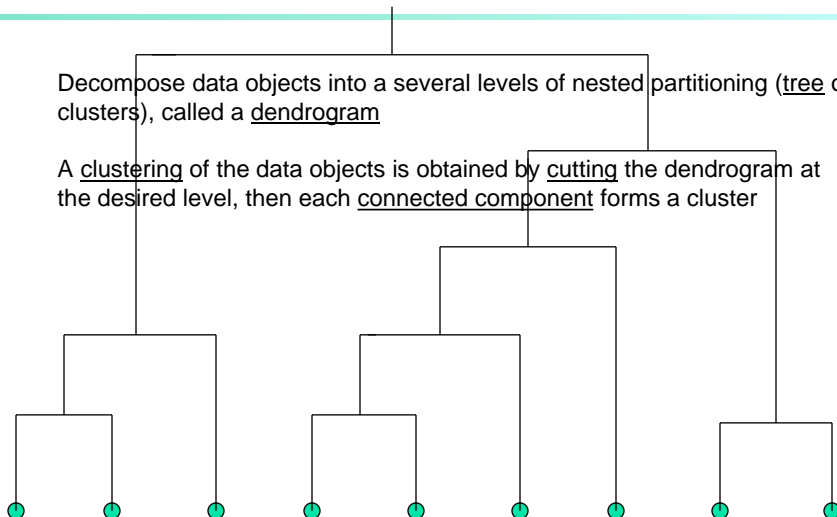 Decompose data objects into a several levels of nested partitioning (tree
clusters), called a dendrogram
A clustering of the data objects is obtained by cutting the dendrogram at
the desired level, then each connected component forms a cluster